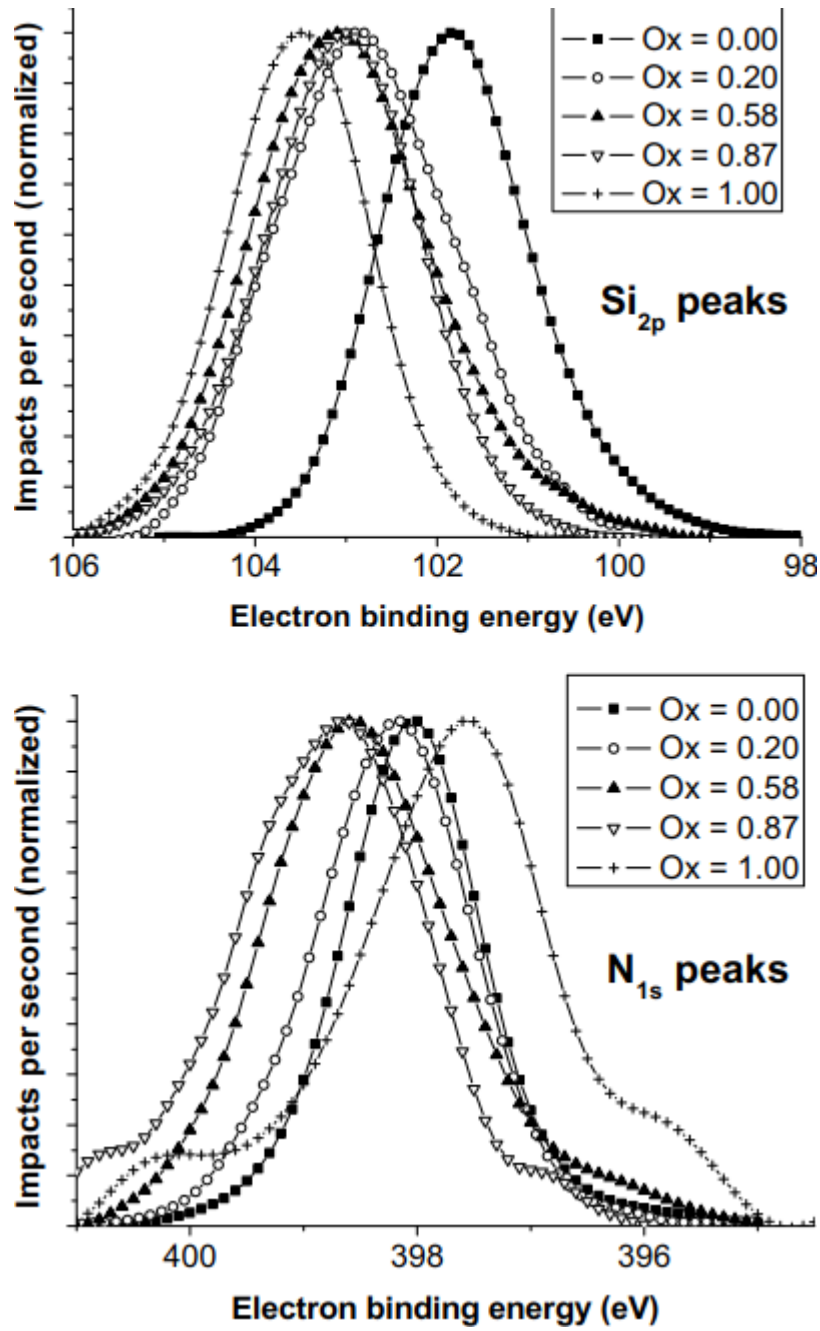 Impacts per second (normalized)
Ox = 0.00
Ox = 0.20
Ox = 0.58
Ox = 0.87
Ox = 1.00
Si2p peaks
106 104 102 100 98
Electron binding energy (eV)
Impacts per second (normalized)
Ox = 0.00
Ox = 0.20
Ox = 0.58
Ox = 0.87
Ox = 1.00
N1s peaks
400 398 396
Electron binding energy (eV)